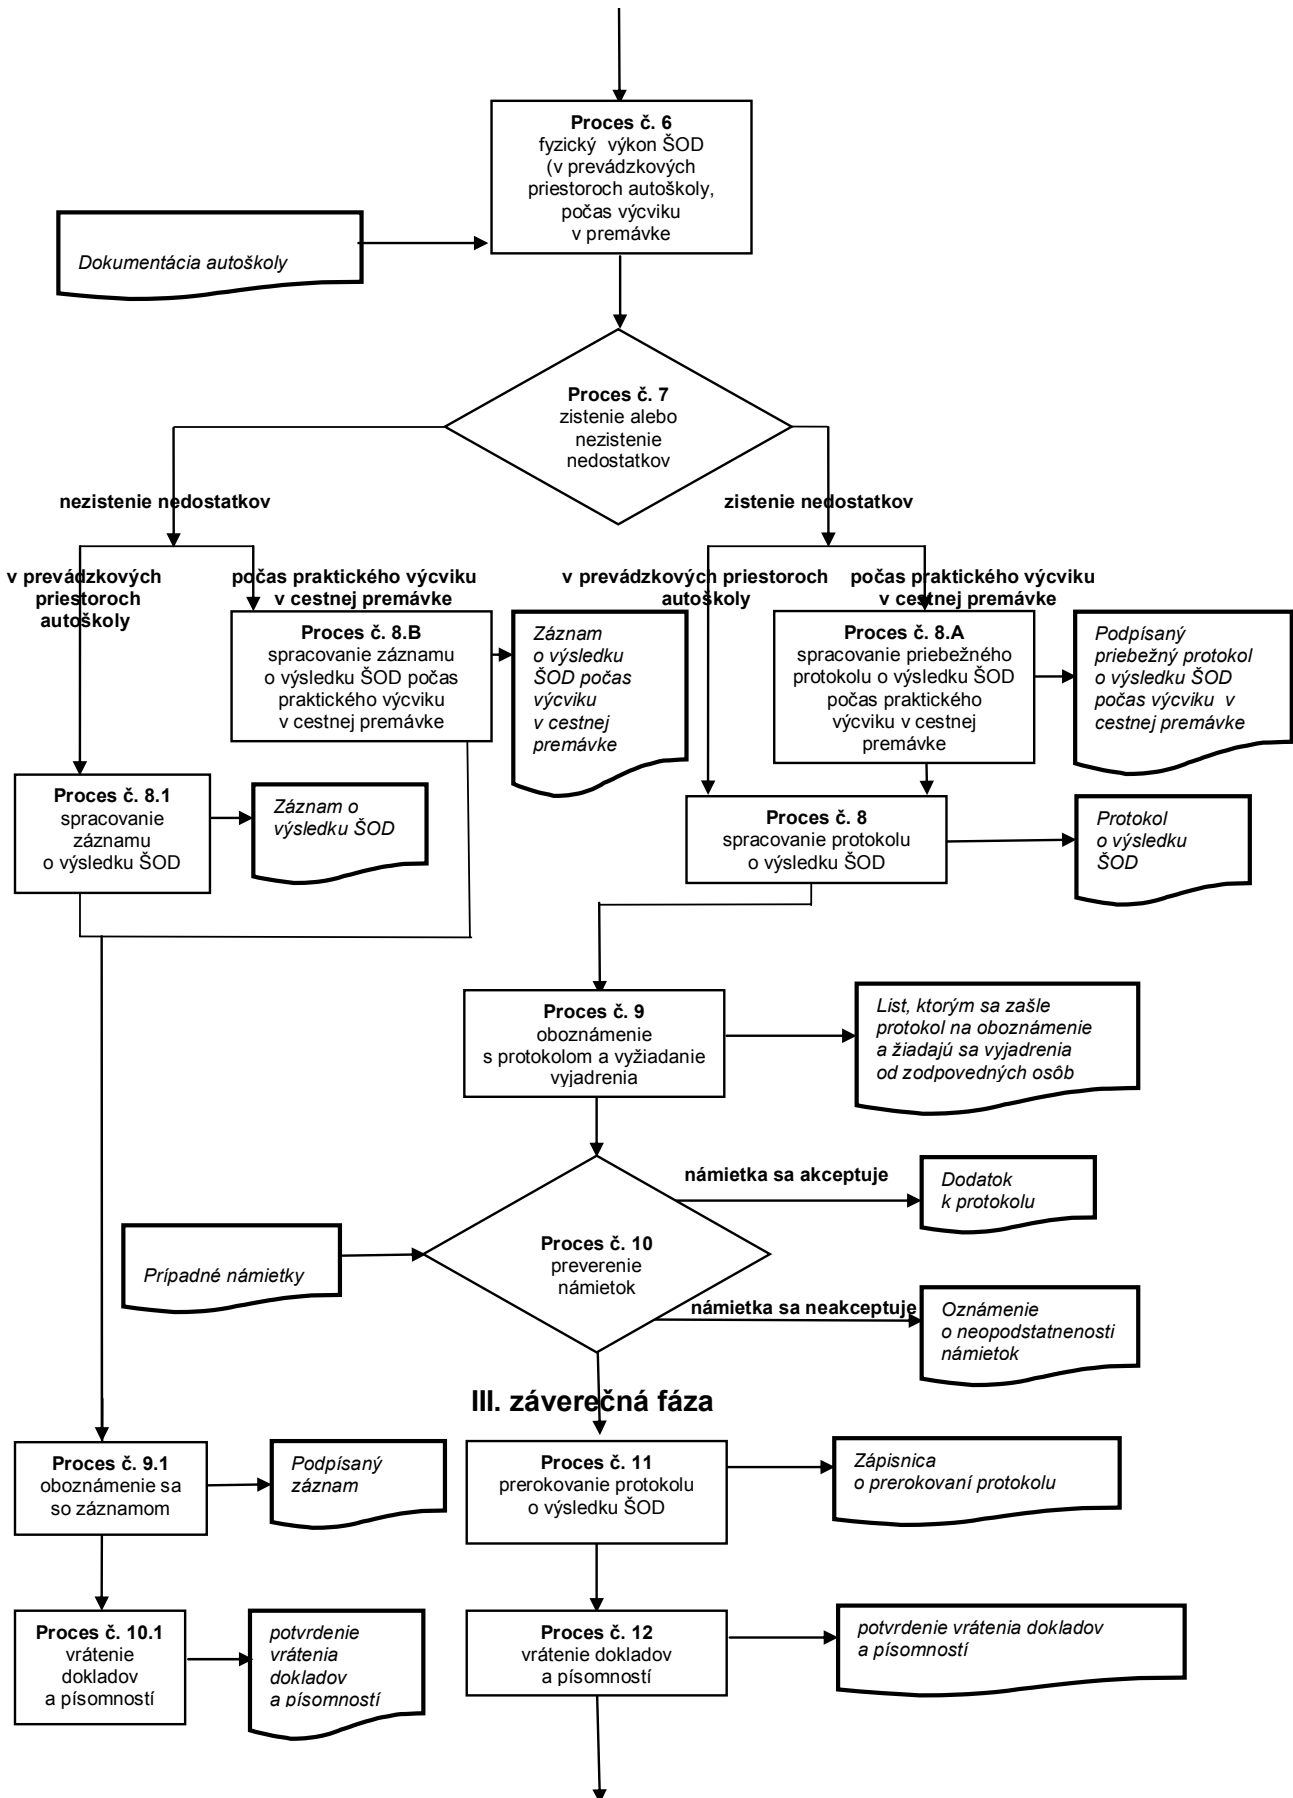 Proces č. 6
fyzický výkon ŠOD
(v prevádzkových
priestoroch autoškoly,
počas výcviku
v premávke
Dokumentácia autoškoly
Proces č. 7
zistenie alebo
nezistenie
nedostatkov
nezistenie nedostatkov
zistenie nedostatkov
v prevádzkových
priestoroch
autoškoly
počas praktického výcviku
v cestnej premávke
v prevádzkových priestoroch
autoškoly
počas praktického výcviku
v cestnej premávke
Proces č. 8.B
spracovanie záznamu
o výsledku ŠOD počas
praktického výcviku
v cestnej premávke
Záznam
o výsledku
ŠOD počas
výcviku
v cestnej
premávke
Proces č. 8.A
spracovanie priebežného
protokolu o výsledku ŠOD
počas praktického
výcviku v cestnej
premávke
Podpísaný
priebežný protokol
o výsledku ŠOD
počas výcviku v
cestnej premávke
Proces č. 8.1
spracovanie
záznamu
o výsledku ŠOD
Záznam o
výsledku ŠOD
Proces č. 8
spracovanie protokolu
o výsledku ŠOD
Protokol
o výsledku
ŠOD
Proces č. 9
oboznámenie
s protokolom a vyžiadanie
vyjadrenia
List, ktorým sa zašle
protokol na oboznámenie
a žiadajú sa vyjadrenia
od zodpovedných osôb
námietka sa akceptuje
Dodatok
k protokolu
Prípadné námietky
Proces č. 10
preverenie
námietok
námietka sa neakceptuje
Oznámenie
o neopodstatnenosti
námietok
III. záverečná fáza
Proces č. 9.1
oboznámenie sa
so záznamom
Podpísaný
záznam
Proces č. 11
prerokovanie protokolu
o výsledku ŠOD
Zápisnica
o prerokovaní protokolu
Proces č. 10.1
vrátenie
dokladov
a písomností
potvrdenie
vrátenia
dokladov
a písomností
Proces č. 12
vrátenie dokladov
a písomností
potvrdenie vrátenia dokladov
a písomností